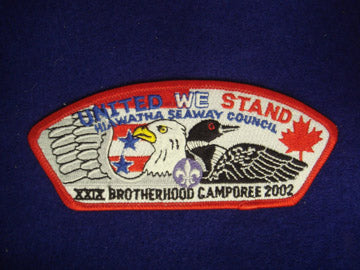 UNITED WE STAND
HIAWATHA SEAWAY COUNCIL
XXIX BROTHERHOOD CAMPOREE 2002